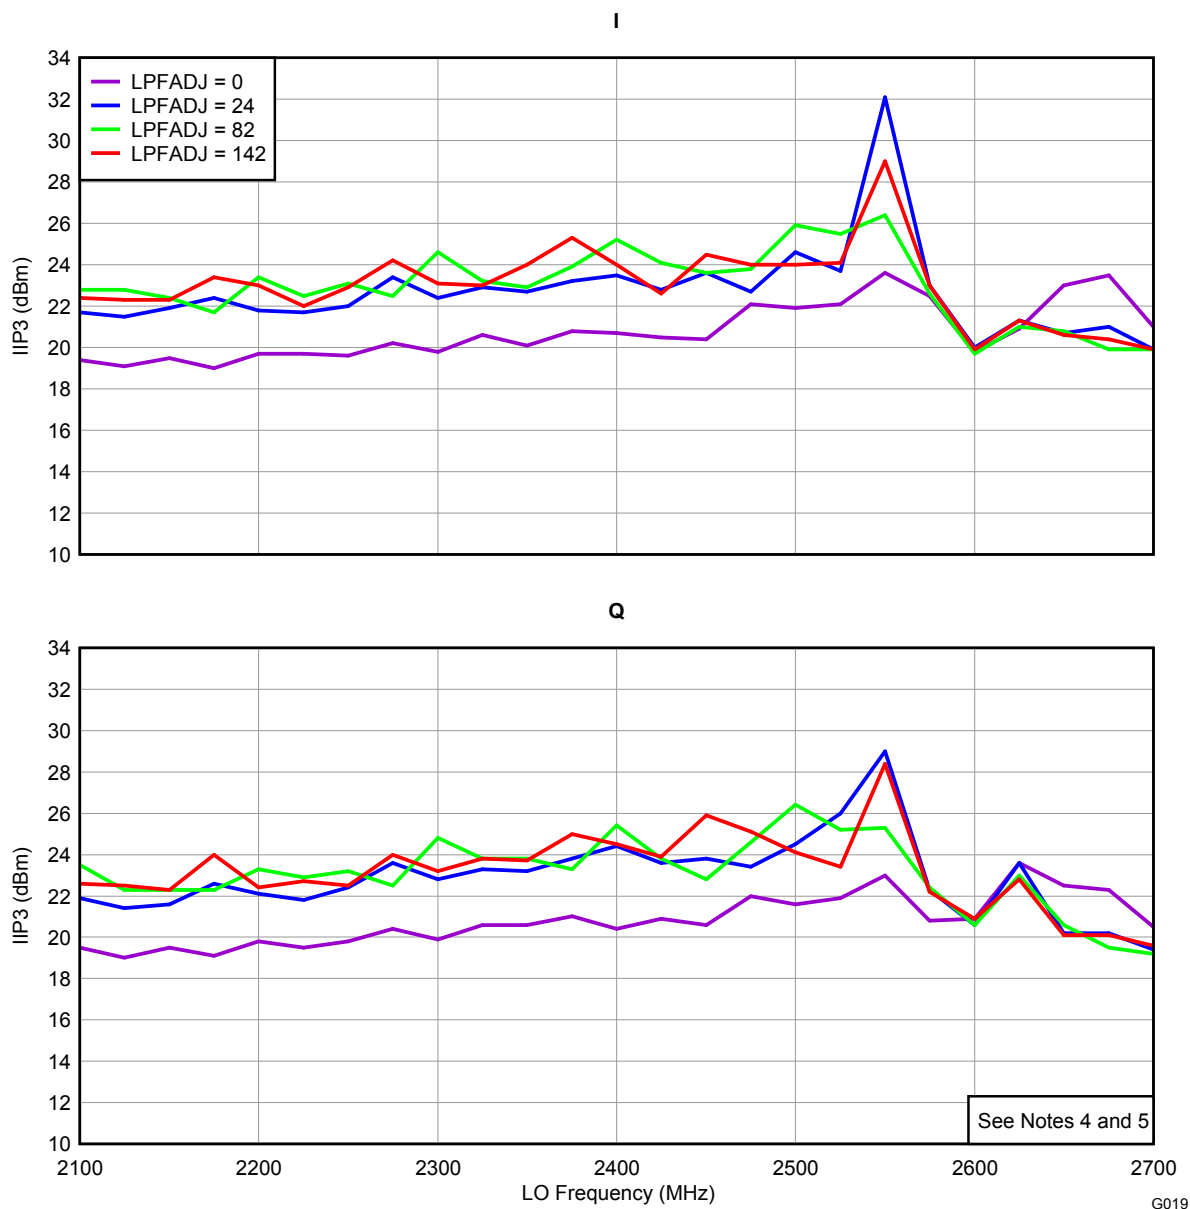 I
34
32
30
28
26
24
22
20
18
16
14
12
10
IIP3 (dBm)
LPFADJ = 0
LPFADJ = 24
LPFADJ = 82
LPFADJ = 142
Q
34
32
30
28
26
24
22
20
18
16
14
12
10
IIP3 (dBm)
See Notes 4 and 5
2100 2200 2300 2400 2500 2600 2700
LO Frequency (MHz)
G019